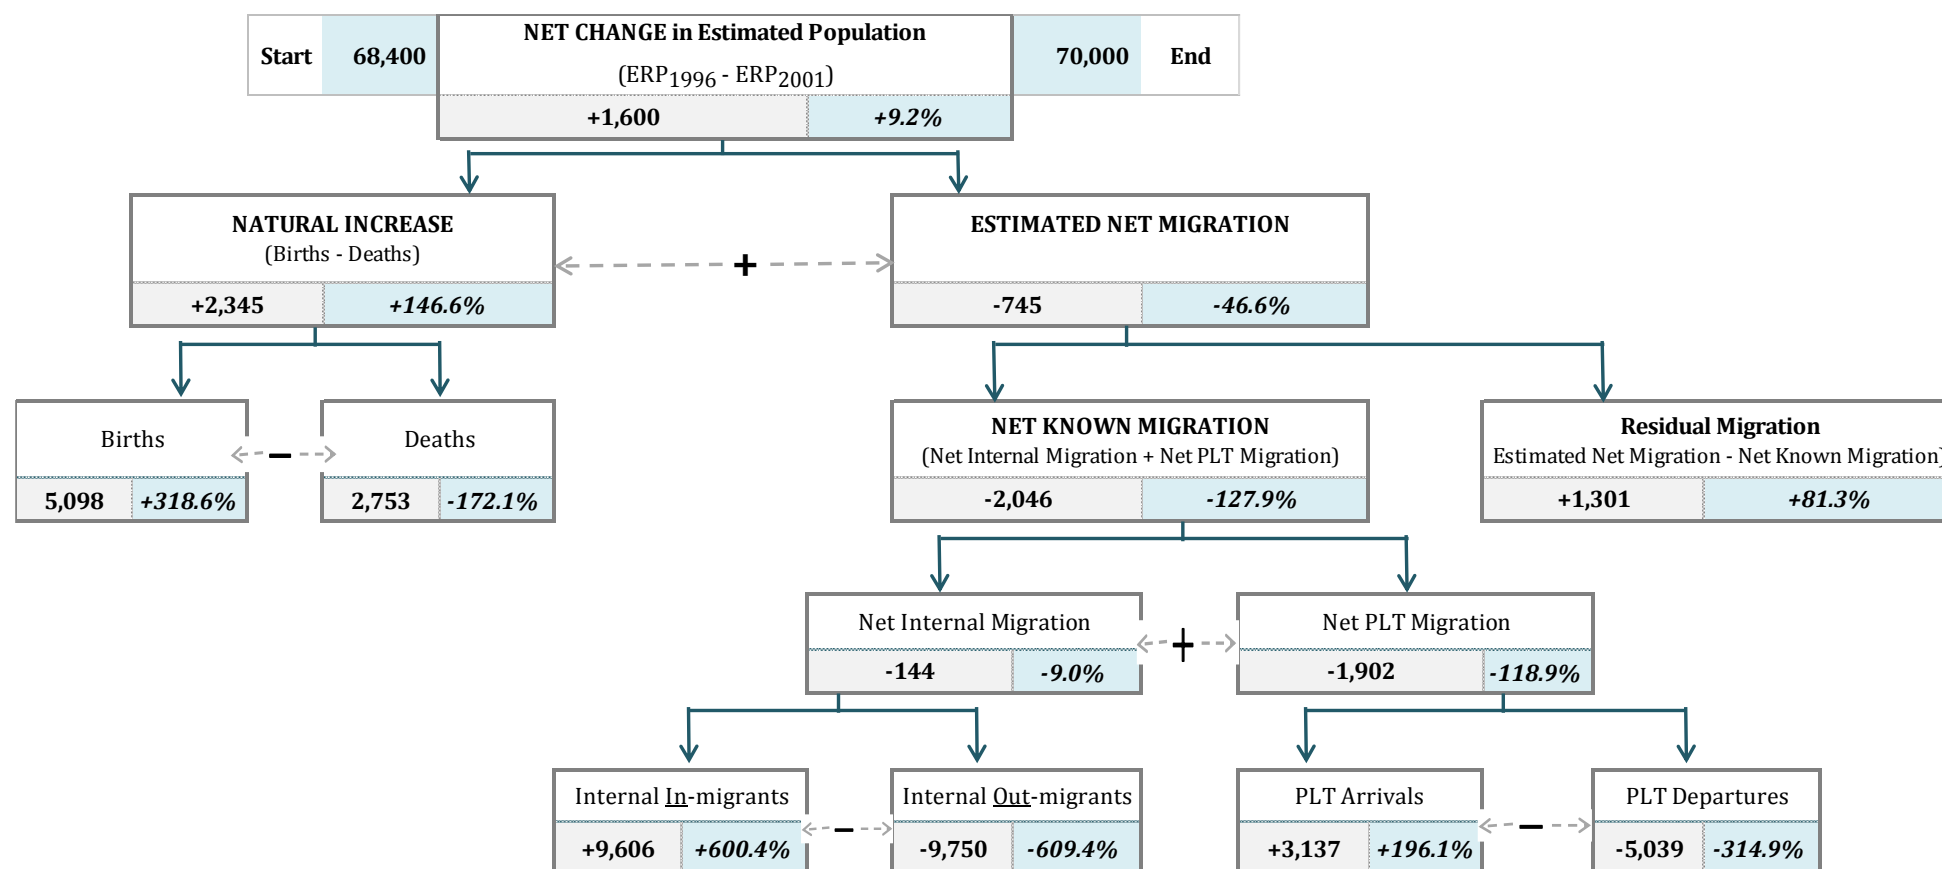 NET CHANGE in Estimated Population
Start 68,400 (ERP1996 - ERP2001) 70,000 End
+1,600 +9.2%
NATURAL INCREASE
(Births - Deaths)
+2,345 +146.6%
+
ESTIMATED NET MIGRATION
-745 -46.6%
Births
5,098 +318.6%
–
Deaths
2,753 -172.1%
NET KNOWN MIGRATION
(Net Internal Migration + Net PLT Migration)
-2,046 -127.9%
Residual Migration
Estimated Net Migration - Net Known Migration)
+1,301 +81.3%
Net Internal Migration
-144 -9.0%
+
Net PLT Migration
-1,902 -118.9%
Internal In-migrants
+9,606 +600.4%
–
Internal Out-migrants
-9,750 -609.4%
PLT Arrivals
+3,137 +196.1%
–
PLT Departures
-5,039 -314.9%